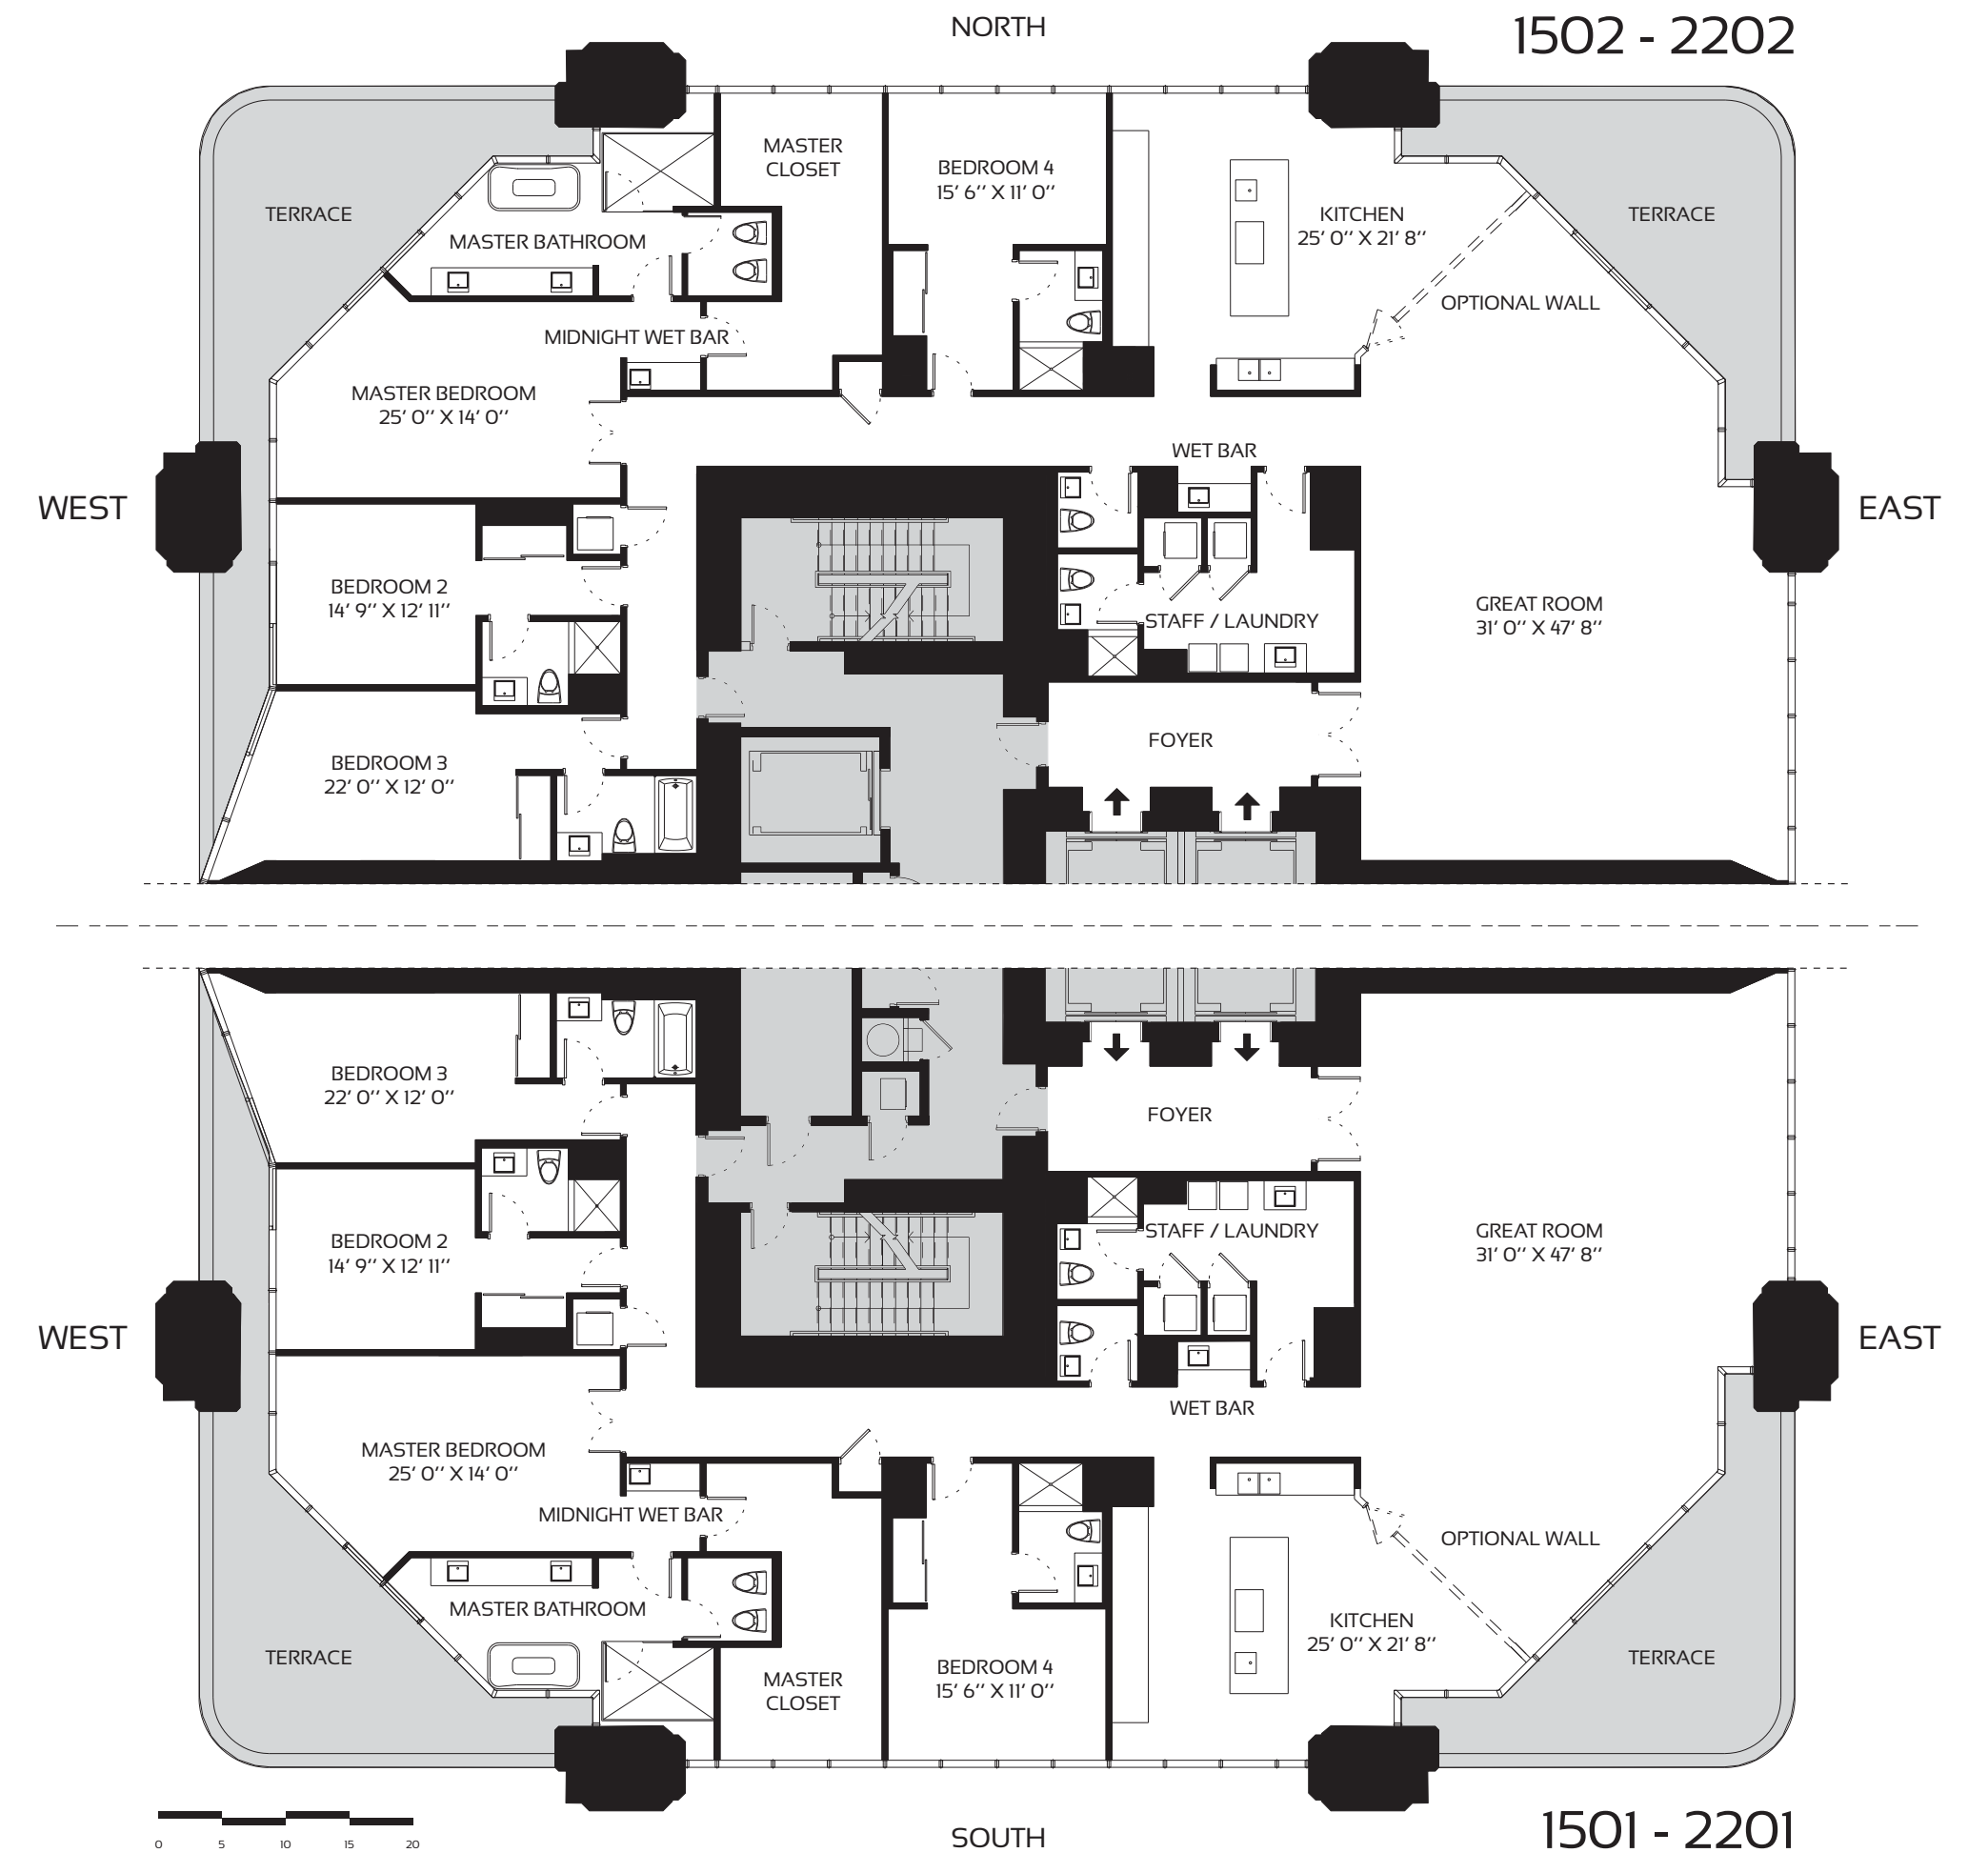 NORTH
1502 - 2202
MASTER
CLOSET
BEDROOM 4
15' 6'' X 11' 0''
TERRACE
MASTER BATHROOM
KITCHEN
25' 0'' X 21' 8''
TERRACE
OPTIONAL WALL
MIDNIGHT WET BAR
MASTER BEDROOM
25' 0'' X 14' 0''
WET BAR
WEST
EAST
BEDROOM 2
14' 9'' X 12' 11''
STAFF / LAUNDRY
GREAT ROOM
31' 0'' X 47' 8''
FOYER
BEDROOM 3
22' 0'' X 12' 0''
BEDROOM 3
22' 0'' X 12' 0''
FOYER
BEDROOM 2
14' 9'' X 12' 11''
STAFF / LAUNDRY
GREAT ROOM
31' 0'' X 47' 8''
WEST
EAST
WET BAR
MASTER BEDROOM
25' 0'' X 14' 0''
MIDNIGHT WET BAR
OPTIONAL WALL
MASTER BATHROOM
KITCHEN
25' 0'' X 21' 8''
TERRACE
MASTER
CLOSET
BEDROOM 4
15' 6'' X 11' 0''
TERRACE
0 5 10 15 20
SOUTH
1501 - 2201